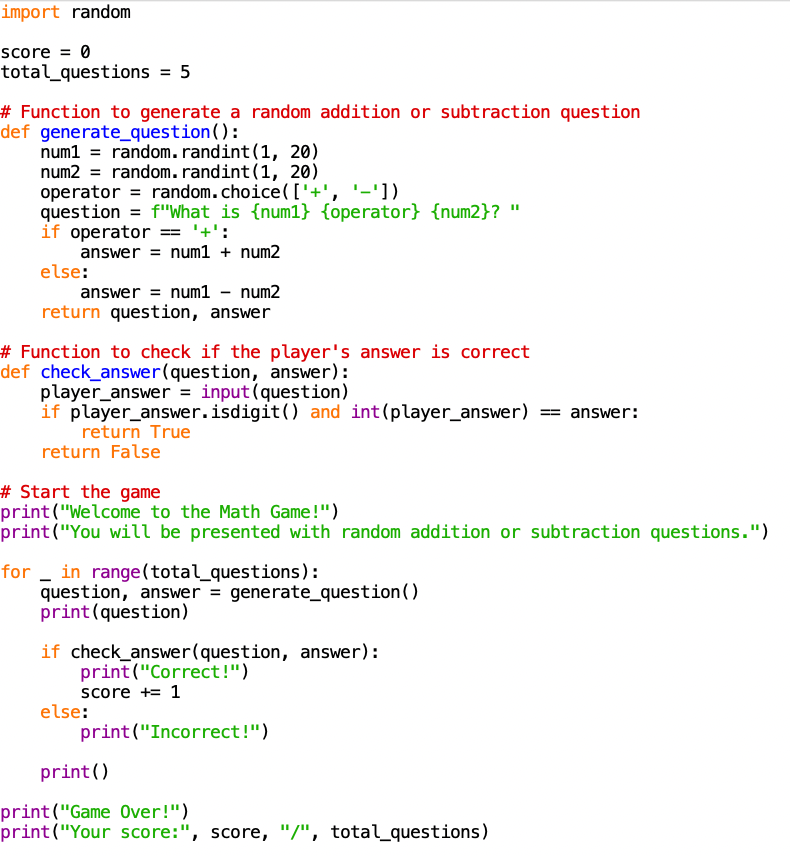 import random

score = 0
total_questions = 5

# Function to generate a random addition or subtraction question
def generate_question():
    num1 = random.randint(1, 20)
    num2 = random.randint(1, 20)
    operator = random.choice(['+', '-'])
    question = f"What is {num1} {operator} {num2}? "
    if operator == '+':
        answer = num1 + num2
    else:
        answer = num1 - num2
    return question, answer

# Function to check if the player's answer is correct
def check_answer(question, answer):
    player_answer = input(question)
    if player_answer.isdigit() and int(player_answer) == answer:
        return True
    return False

# Start the game
print("Welcome to the Math Game!")
print("You will be presented with random addition or subtraction questions.")

for _ in range(total_questions):
    question, answer = generate_question()
    print(question)

    if check_answer(question, answer):
        print("Correct!")
        score += 1
    else:
        print("Incorrect!")

    print()

print("Game Over!")
print("Your score:", score, "/", total_questions)